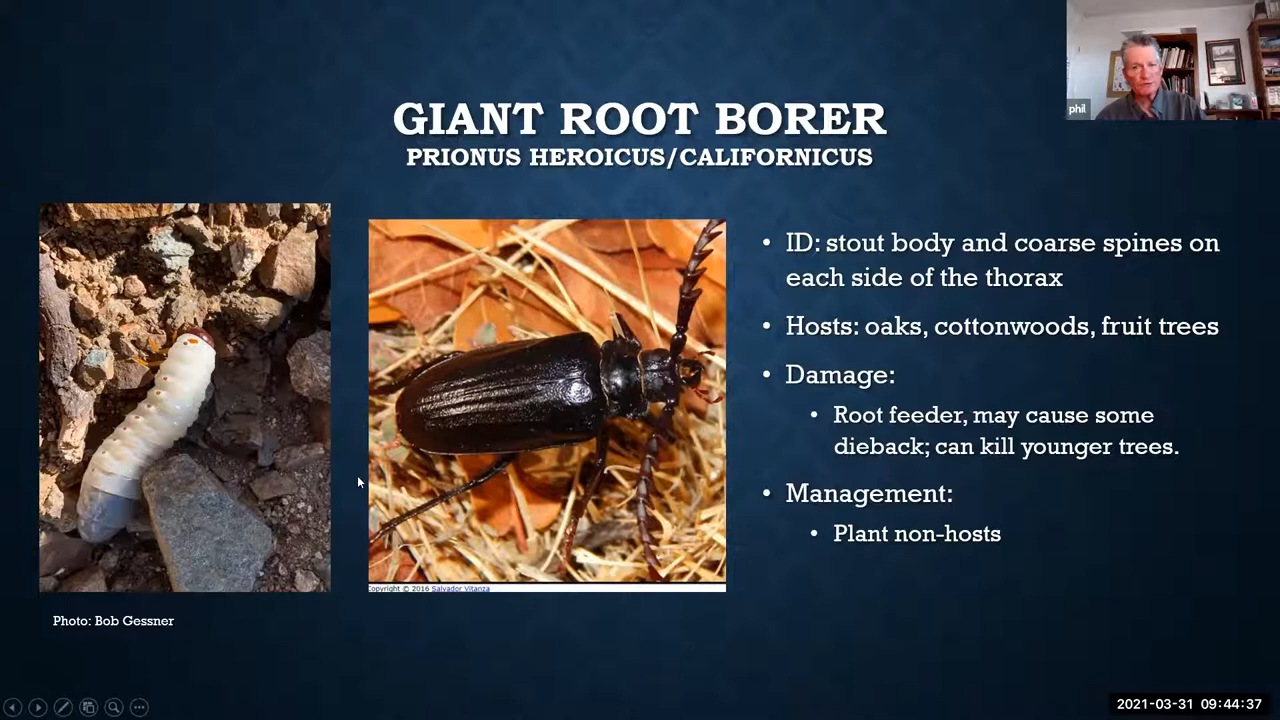 phil
GIANT ROOT BORER
PRIONUS HEROICUS/CALIFORNICUS
• ID: stout body and coarse spines on
each side of the thorax
• Hosts: oaks, cottonwoods, fruit trees
• Damage:
• Root feeder, may cause some
dieback; can kill younger trees.
• Management:
• Plant non-hosts
Copyright © 2016 Salvador Vitanza
Photo: Bob Gessner
2021-03-31 09:44:37